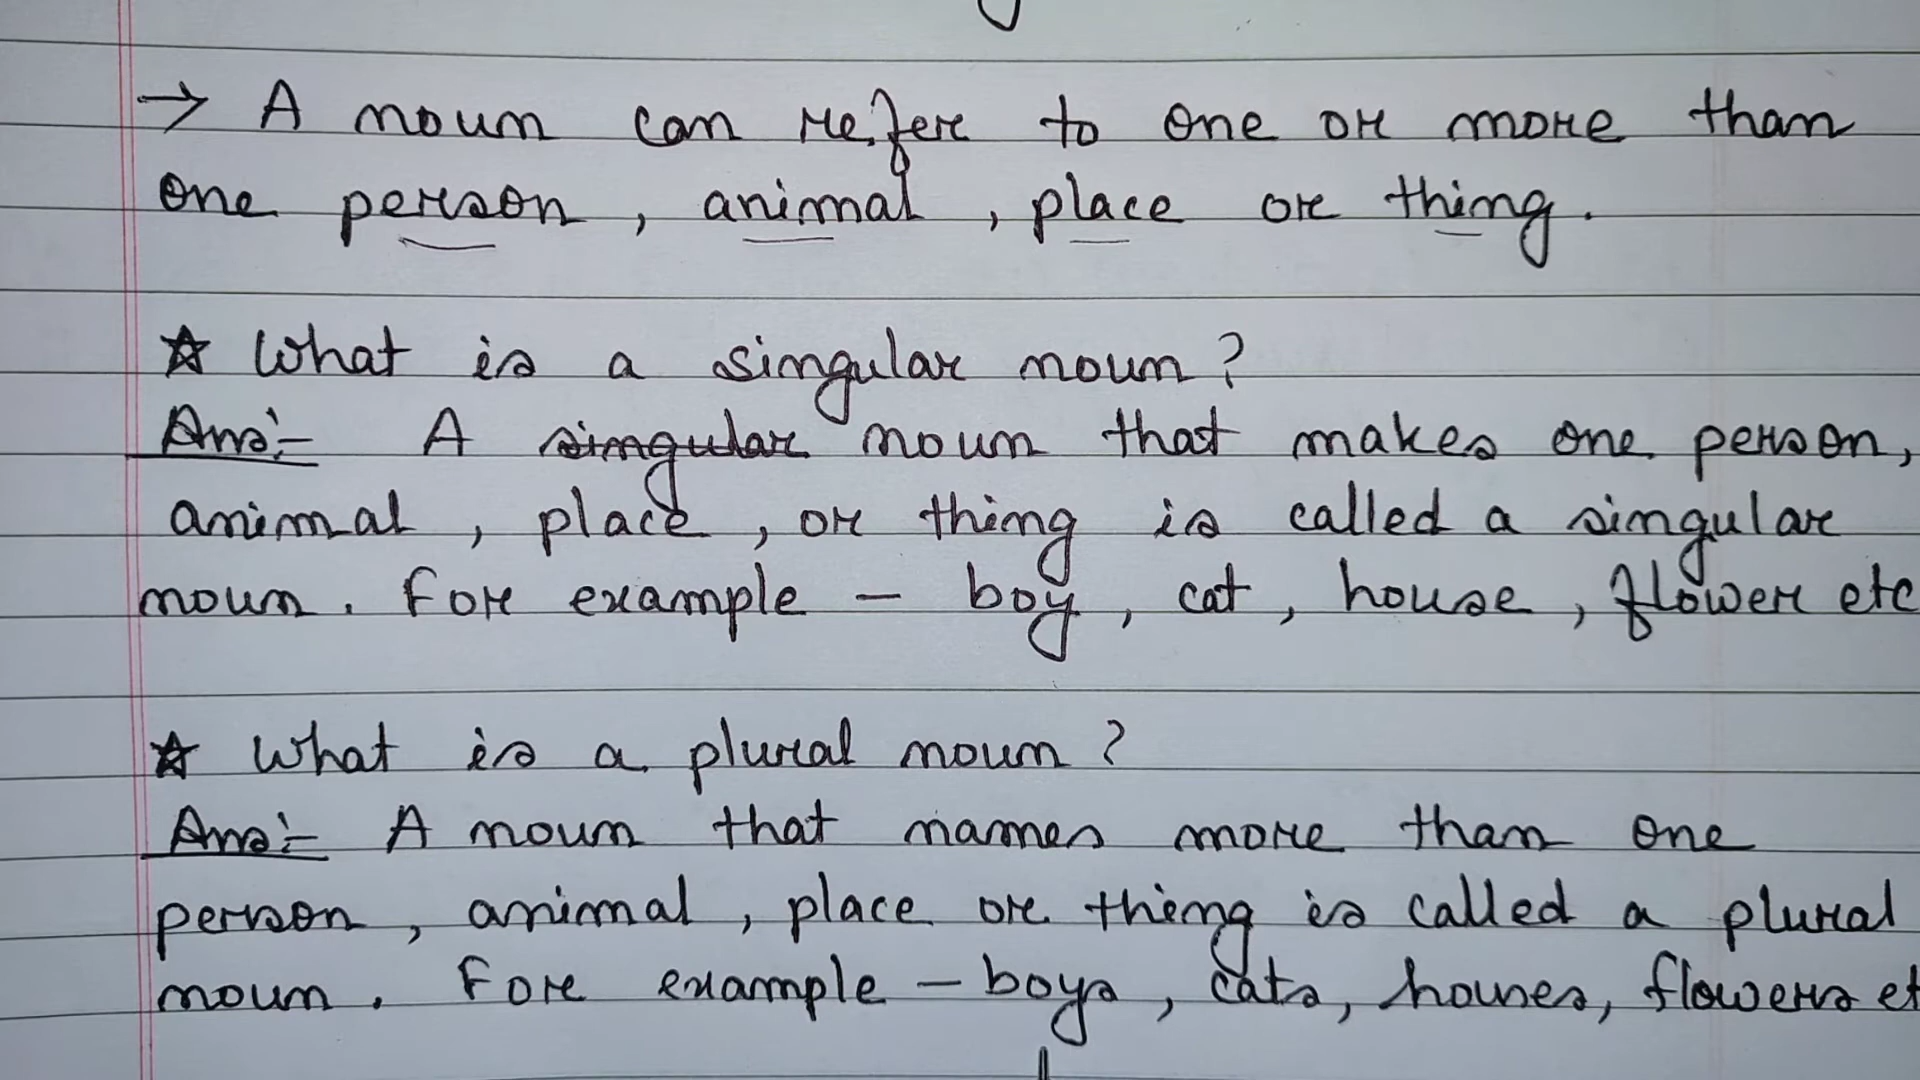 → A noun can refer to one or more than
one person, animal, place or thing.
☆ What is a singular noun?
Ans:- A singular noun that makes one person,
animal, place, or thing is called a singular
noun. For example - boy, cat, house, flower etc
☆ What is a plural noun?
Ans:- A noun that names more than one
person, animal, place or thing is called a plural
noun. For example - boys, cats, houses, flowers et